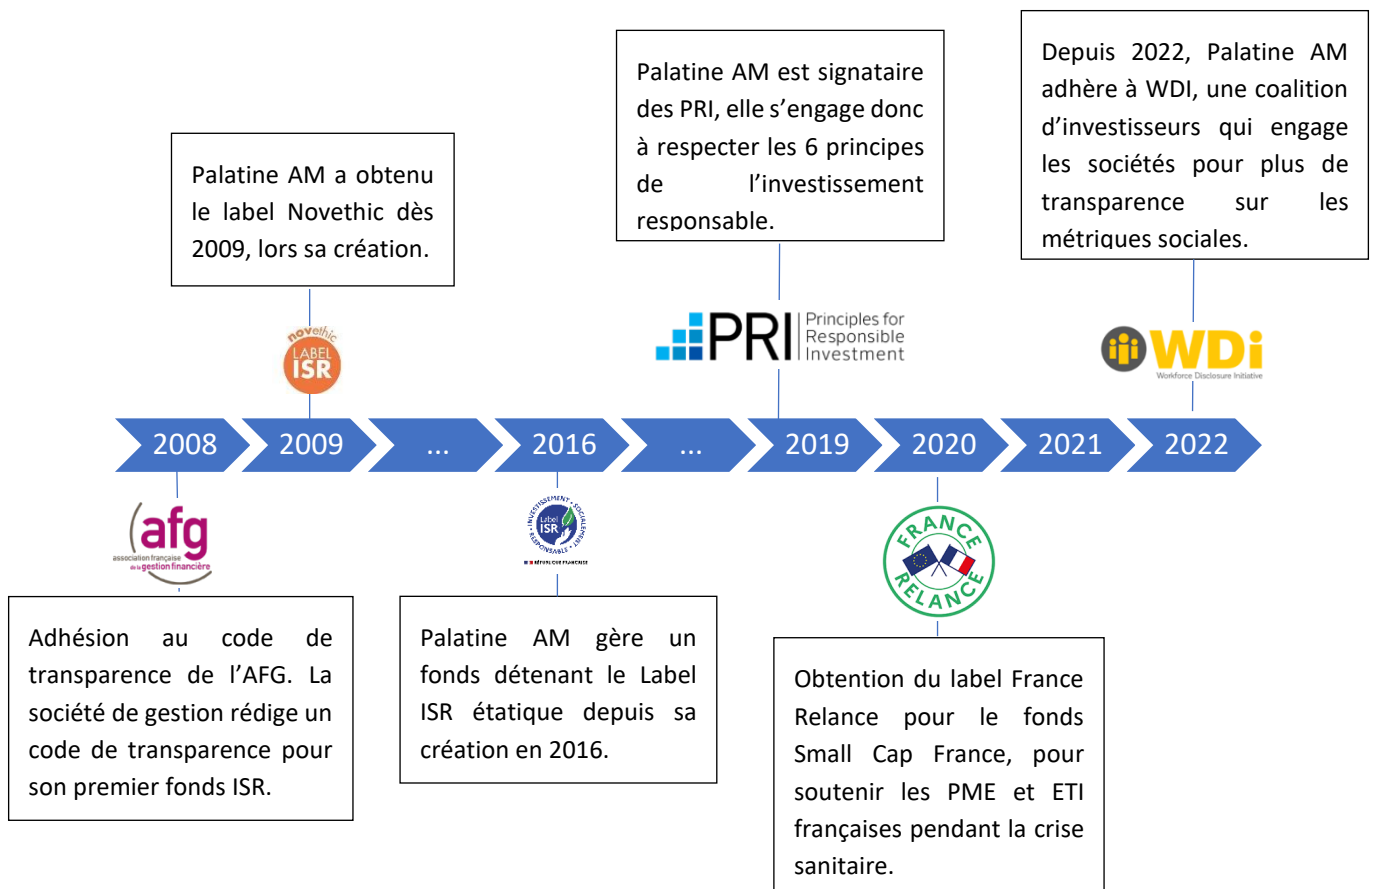 Depuis 2022, Palatine AM
adhère à WDI, une coalition
d'investisseurs qui engage
les sociétés pour plus de
transparence sur les
métriques sociales.
Palatine AM est signataire
des PRI, elle s'engage donc
à respecter les 6 principes
de l'investissement
responsable.
Palatine AM a obtenu
le label Novethic dès
2009, lors sa création.
novethic
LABEL
ISR
PRI
Principles for
Responsible
Investment
WDi
Workforce Disclosure Initiative
2008 2009 ... 2016 ... 2019 2020 2021 2022
afg
association française
de la gestion financière
INVESTISSEMENT • SOCIALEMENT
RESPONSABLE
Label
ISR
RÉPUBLIQUE FRANÇAISE
FRANCE
RELANCE
Adhésion au code de
transparence de l'AFG. La
société de gestion rédige un
code de transparence pour
son premier fonds ISR.
Palatine AM gère un
fonds détenant le Label
ISR étatique depuis sa
création en 2016.
Obtention du label France
Relance pour le fonds
Small Cap France, pour
soutenir les PME et ETI
françaises pendant la crise
sanitaire.